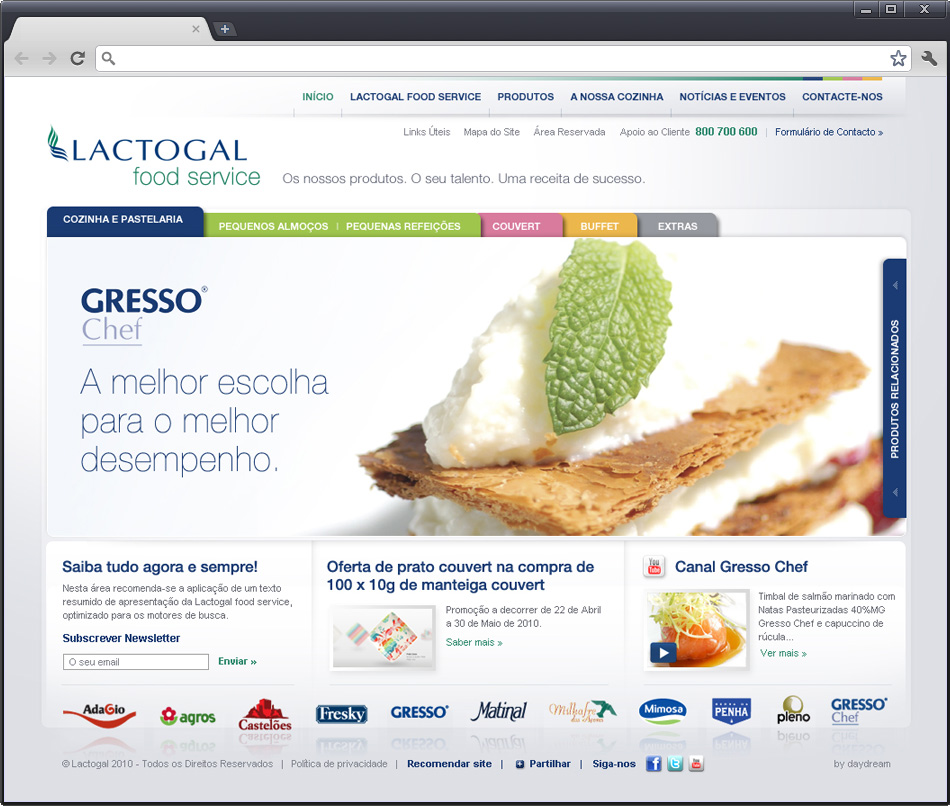 INÍCIO LACTOGAL FOOD SERVICE PRODUTOS A NOSSA COZINHA NOTÍCIAS E EVENTOS CONTACTE-NOS
Links Úteis Mapa do Site Área Reservada Apoio ao Cliente 800 700 600 | Formulário de Contacto »
LACTOGAL
food service
Os nossos produtos. O seu talento. Uma receita de sucesso.
COZINHA E PASTELARIA PEQUENOS ALMOÇOS | PEQUENAS REFEIÇÕES COUVERT BUFFET EXTRAS
GRESSO®
Chef
A melhor escolha
para o melhor
desempenho.
PRODUTOS RELACIONADOS
Saiba tudo agora e sempre!
Nesta área recomenda-se a aplicação de um texto
resumido de apresentação da Lactogal food service,
optimizado para os motores de busca.
Subscrever Newsletter
O seu email Enviar »
Oferta de prato couvert na compra de
100 x 10g de manteiga couvert
Promoção a decorrer de 22 de Abril
a 30 de Maio de 2010.
Saber mais »
You
Tube
Canal Gresso Chef
Timbal de salmão marinado com
Natas Pasteurizadas 40%MG
Gresso Chef e capuccino de
rúcula...
Ver mais »
AdaGio agros Castelões Fresky GRESSO Matinal Milhafre dos Açores Mimosa PENHA pleno GRESSO Chef
© Lactogal 2010 - Todos os Direitos Reservados | Política de privacidade | Recomendar site | Partilhar | Siga-nos by daydream